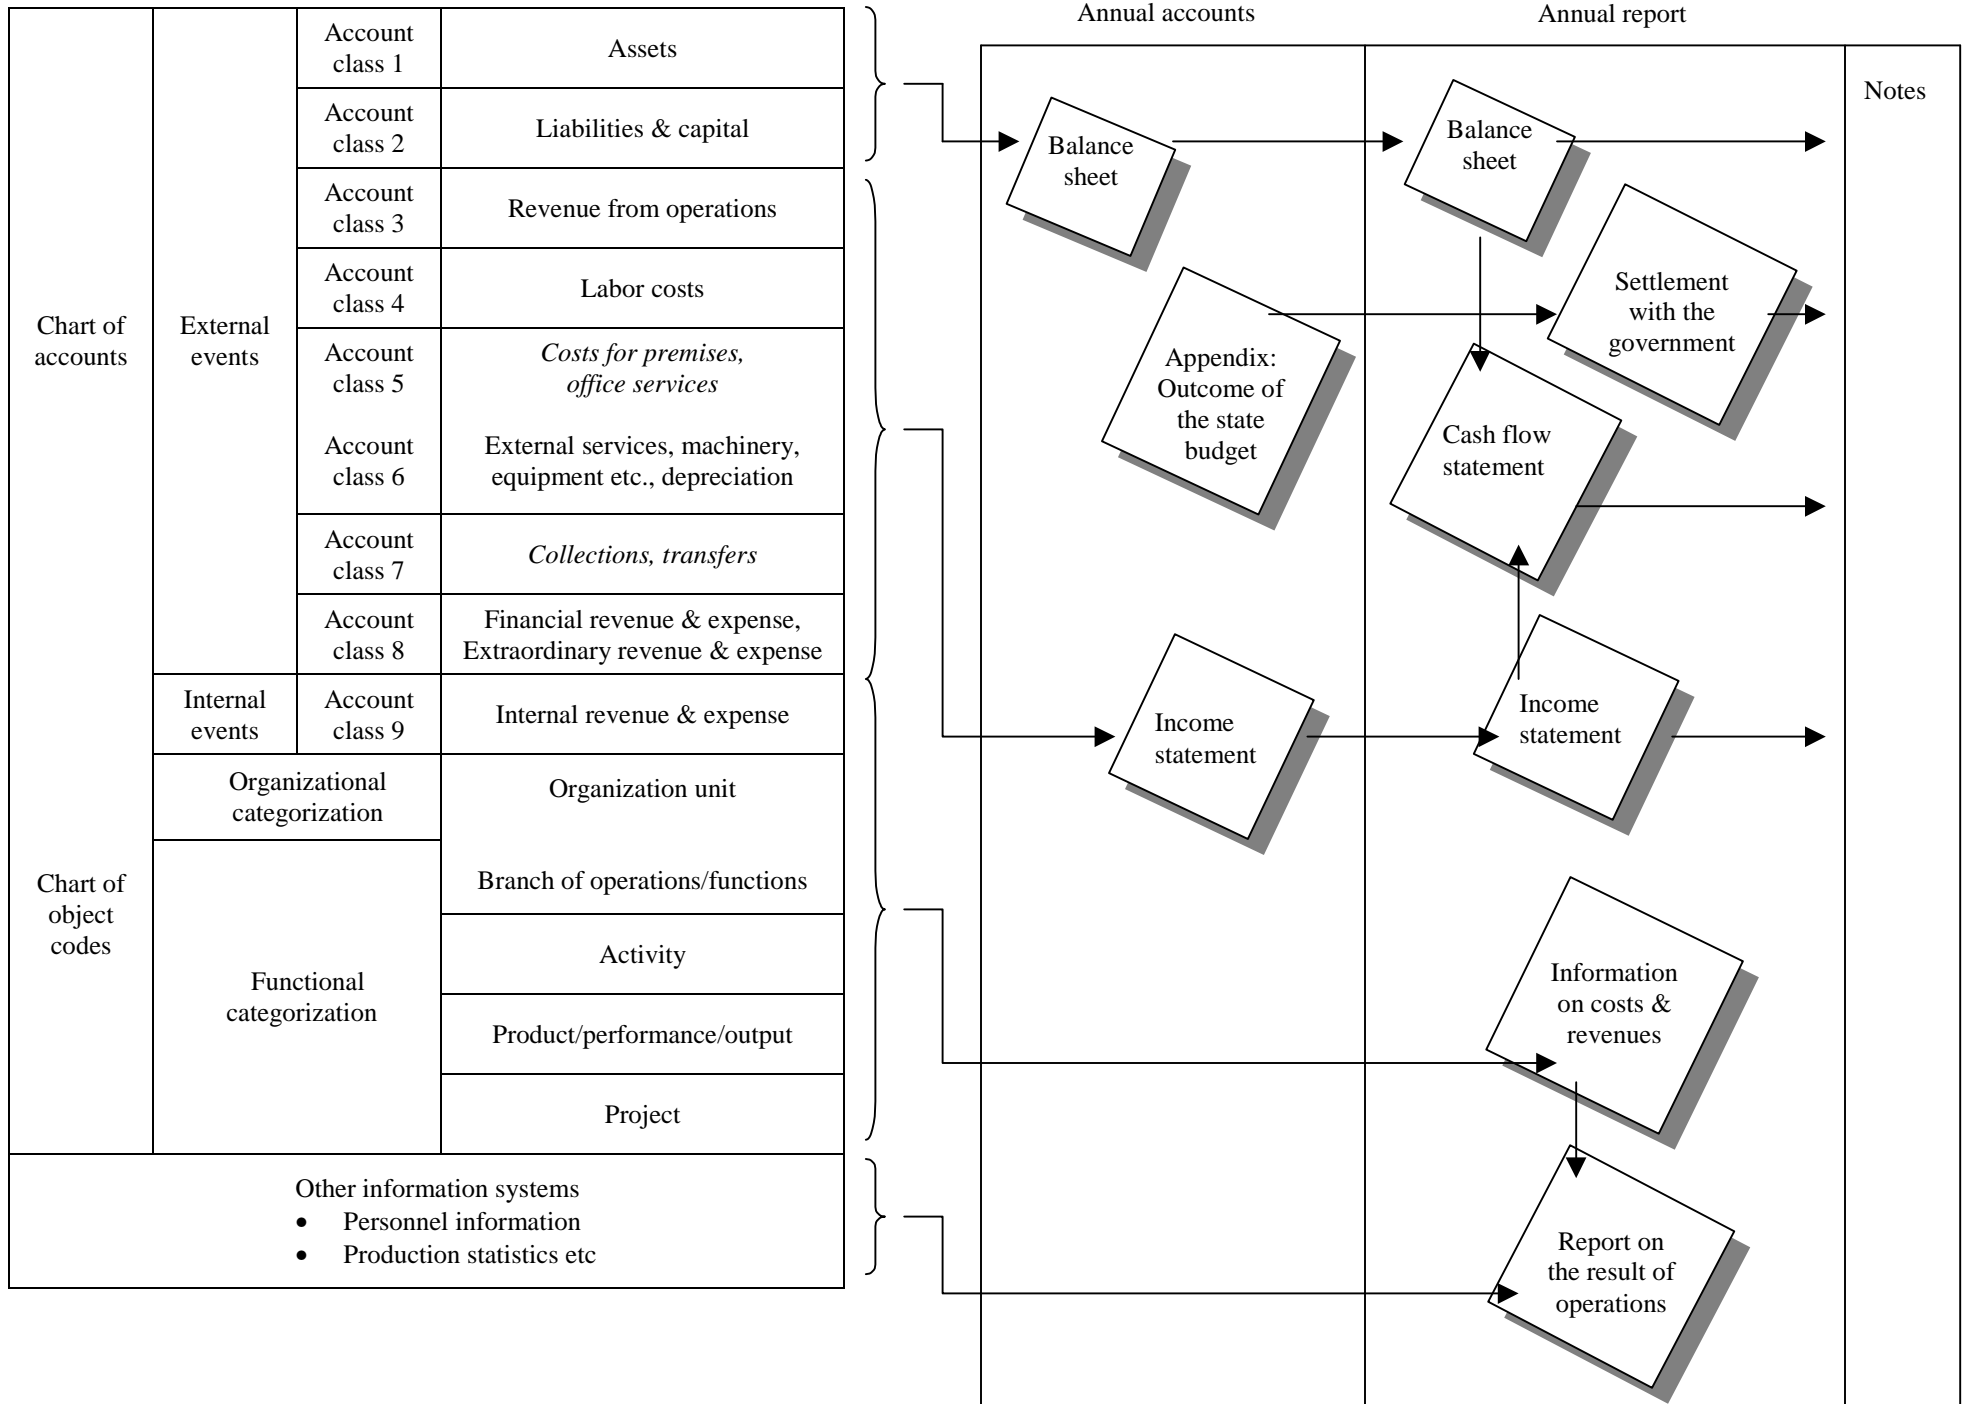 Annual accounts
Annual report
Chart of
accounts
External
events
Account
class 1
Assets
Account
class 2
Liabilities & capital
Account
class 3
Revenue from operations
Account
class 4
Labor costs
Account
class 5
Costs for premises,
office services
Account
class 6
External services, machinery,
equipment etc., depreciation
Account
class 7
Collections, transfers
Account
class 8
Financial revenue & expense,
Extraordinary revenue & expense
Internal
events
Account
class 9
Internal revenue & expense
Chart of
object
codes
Organizational
categorization
Organization unit
Functional
categorization
Branch of operations/functions
Activity
Product/performance/output
Project
Other information systems
• Personnel information
• Production statistics etc
Balance
sheet
Appendix:
Outcome of
the state
budget
Income
statement
Balance
sheet
Settlement
with the
government
Cash flow
statement
Income
statement
Information
on costs &
revenues
Report on
the result of
operations
Notes